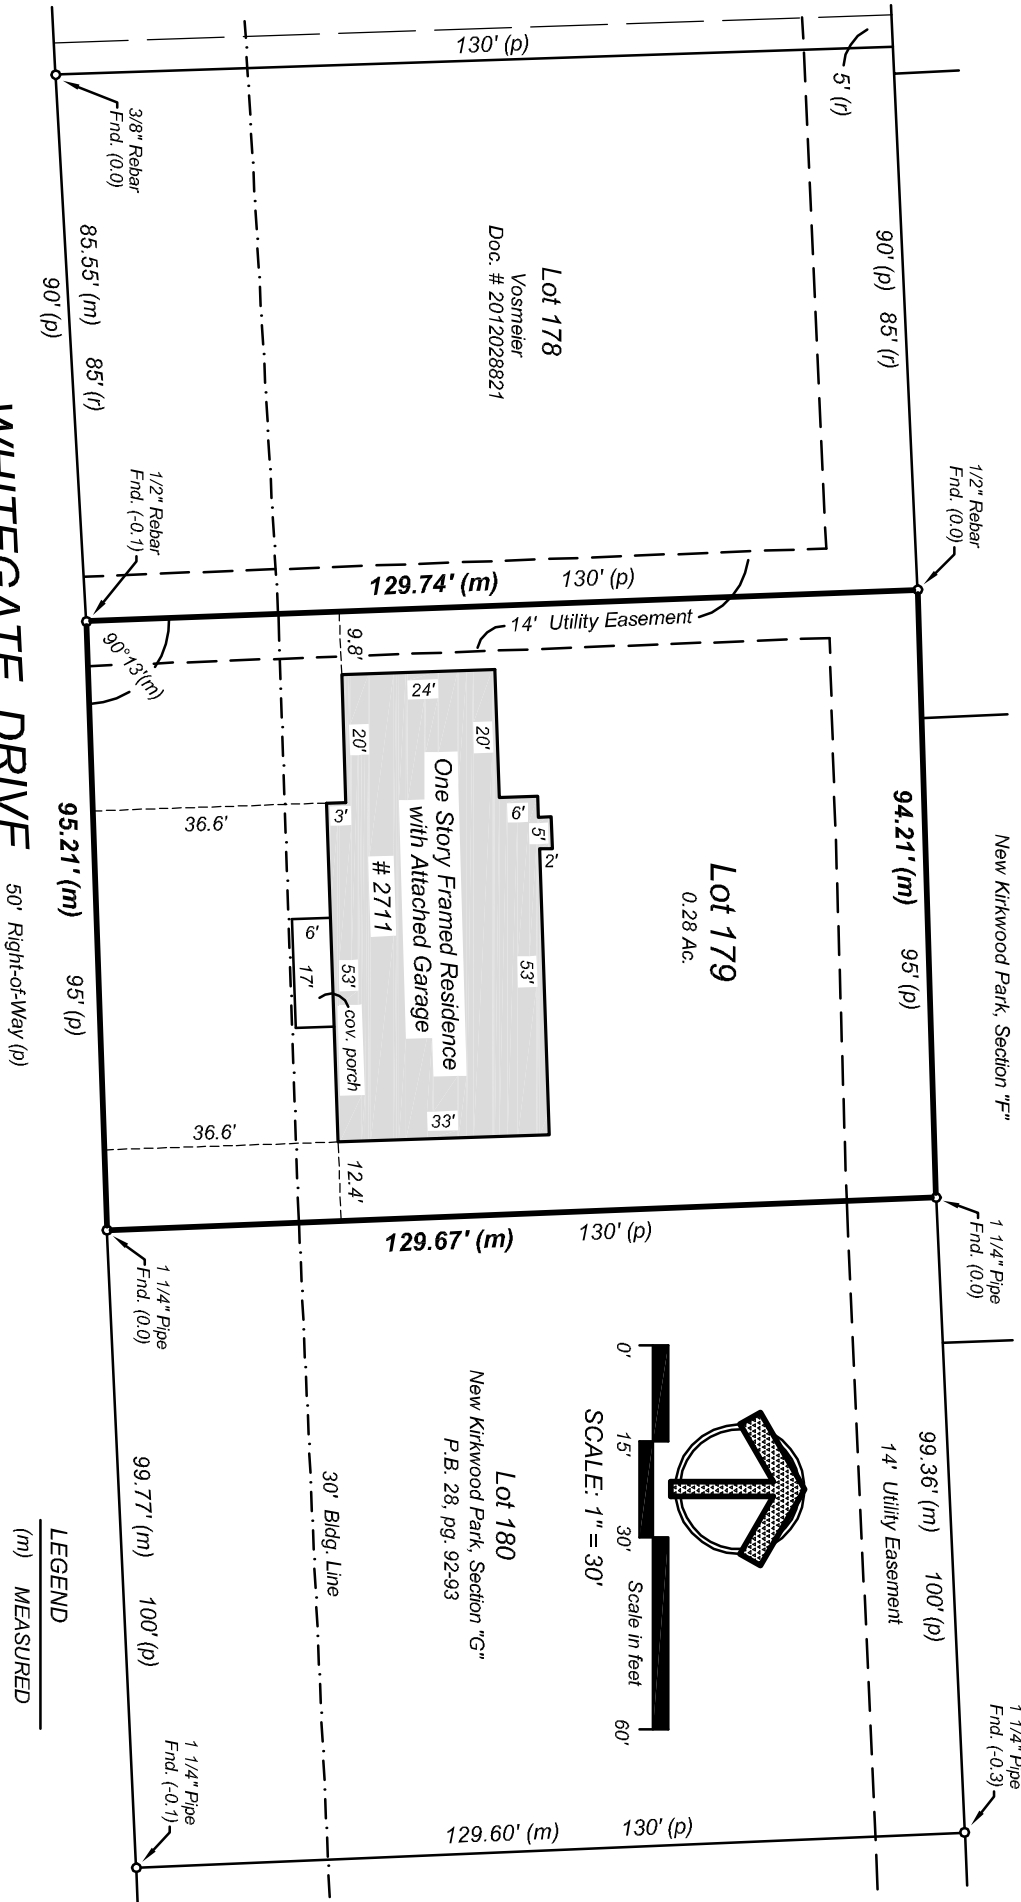 130' (p)
5' (r)
3/8" Rebar
Fnd. (0.0)
90' (p) 85' (r)
Lot 178
Vosmeier
Doc. # 2012028821
85.55' (m) 85' (r)
90' (p)
1/2" Rebar
Fnd. (0.0)
1/2" Rebar
Fnd. (-0.1)
129.74' (m) 130' (p)
14' Utility Easement
90°13'(m)
9.8'
24'
20'
20'
3'
6'
5'
2'
36.6'
One Story Framed Residence
with Attached Garage
# 2711
53'
53'
6'
17'
cov. porch
33'
36.6'
12.4'
Lot 179
0.28 Ac.
94.21' (m) 95' (p)
New Kirkwood Park, Section "F"
95.21' (m) 95' (p)
WHITEGATE DRIVE 50' Right-of-Way (p)
129.67' (m) 130' (p)
1 1/4" Pipe
Fnd. (0.0)
1 1/4" Pipe
Fnd. (0.0)
0' 15' 30' 60'
Scale in feet
SCALE: 1" = 30'
99.36' (m) 100' (p)
14' Utility Easement
Lot 180
New Kirkwood Park, Section "G"
P.B. 28, pg. 92-93
30' Bldg. Line
99.77' (m) 100' (p)
1 1/4" Pipe
Fnd. (-0.3)
1 1/4" Pipe
Fnd. (-0.1)
129.60' (m) 130' (p)
LEGEND
(m) MEASURED